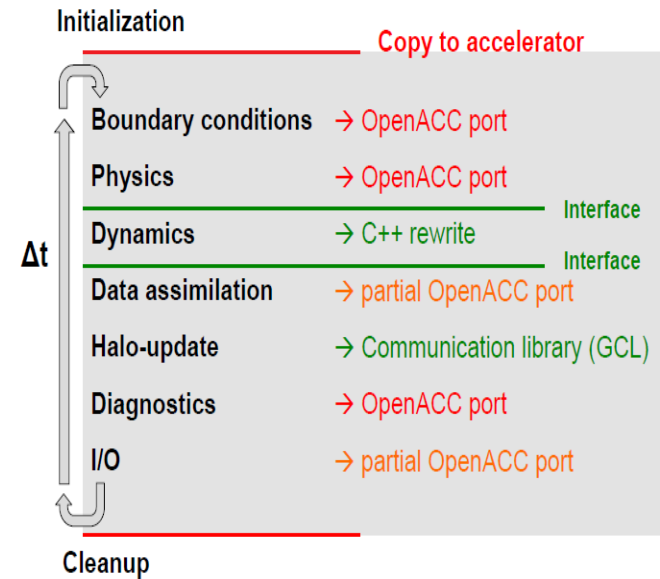 Initialization
Copy to accelerator
Boundary conditions → OpenACC port
Physics → OpenACC port
Interface
Dynamics → C++ rewrite
Δt
Interface
Data assimilation → partial OpenACC port
Halo-update → Communication library (GCL)
Diagnostics → OpenACC port
I/O → partial OpenACC port
Cleanup